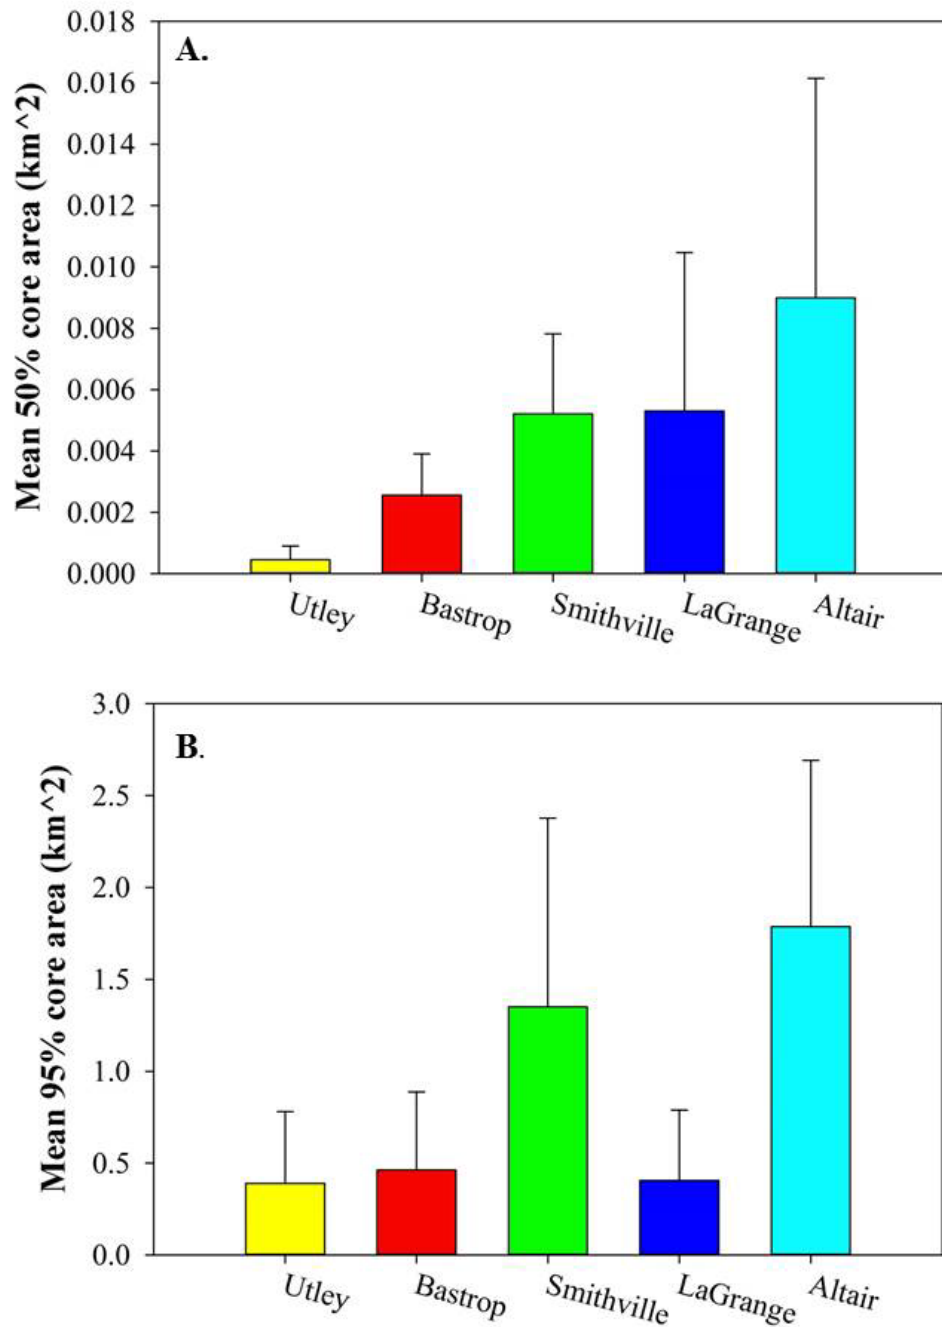 A.
Mean 50% core area (km^2)
0.018
0.016
0.014
0.012
0.010
0.008
0.006
0.004
0.002
0.000
Utley
Bastrop
Smithville
LaGrange
Altair
B.
Mean 95% core area (km^2)
3.0
2.5
2.0
1.5
1.0
0.5
0.0
Utley
Bastrop
Smithville
LaGrange
Altair